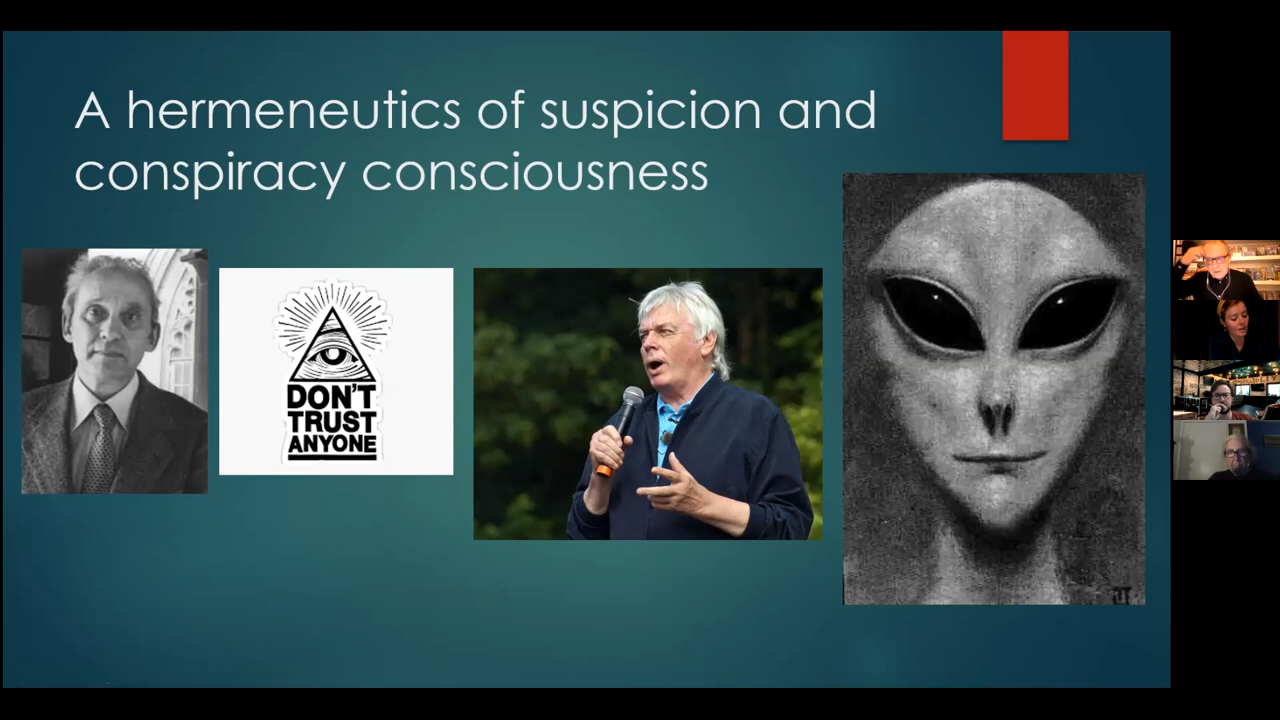 A hermeneutics of suspicion and
conspiracy consciousness
DON'T
TRUST
ANYONE